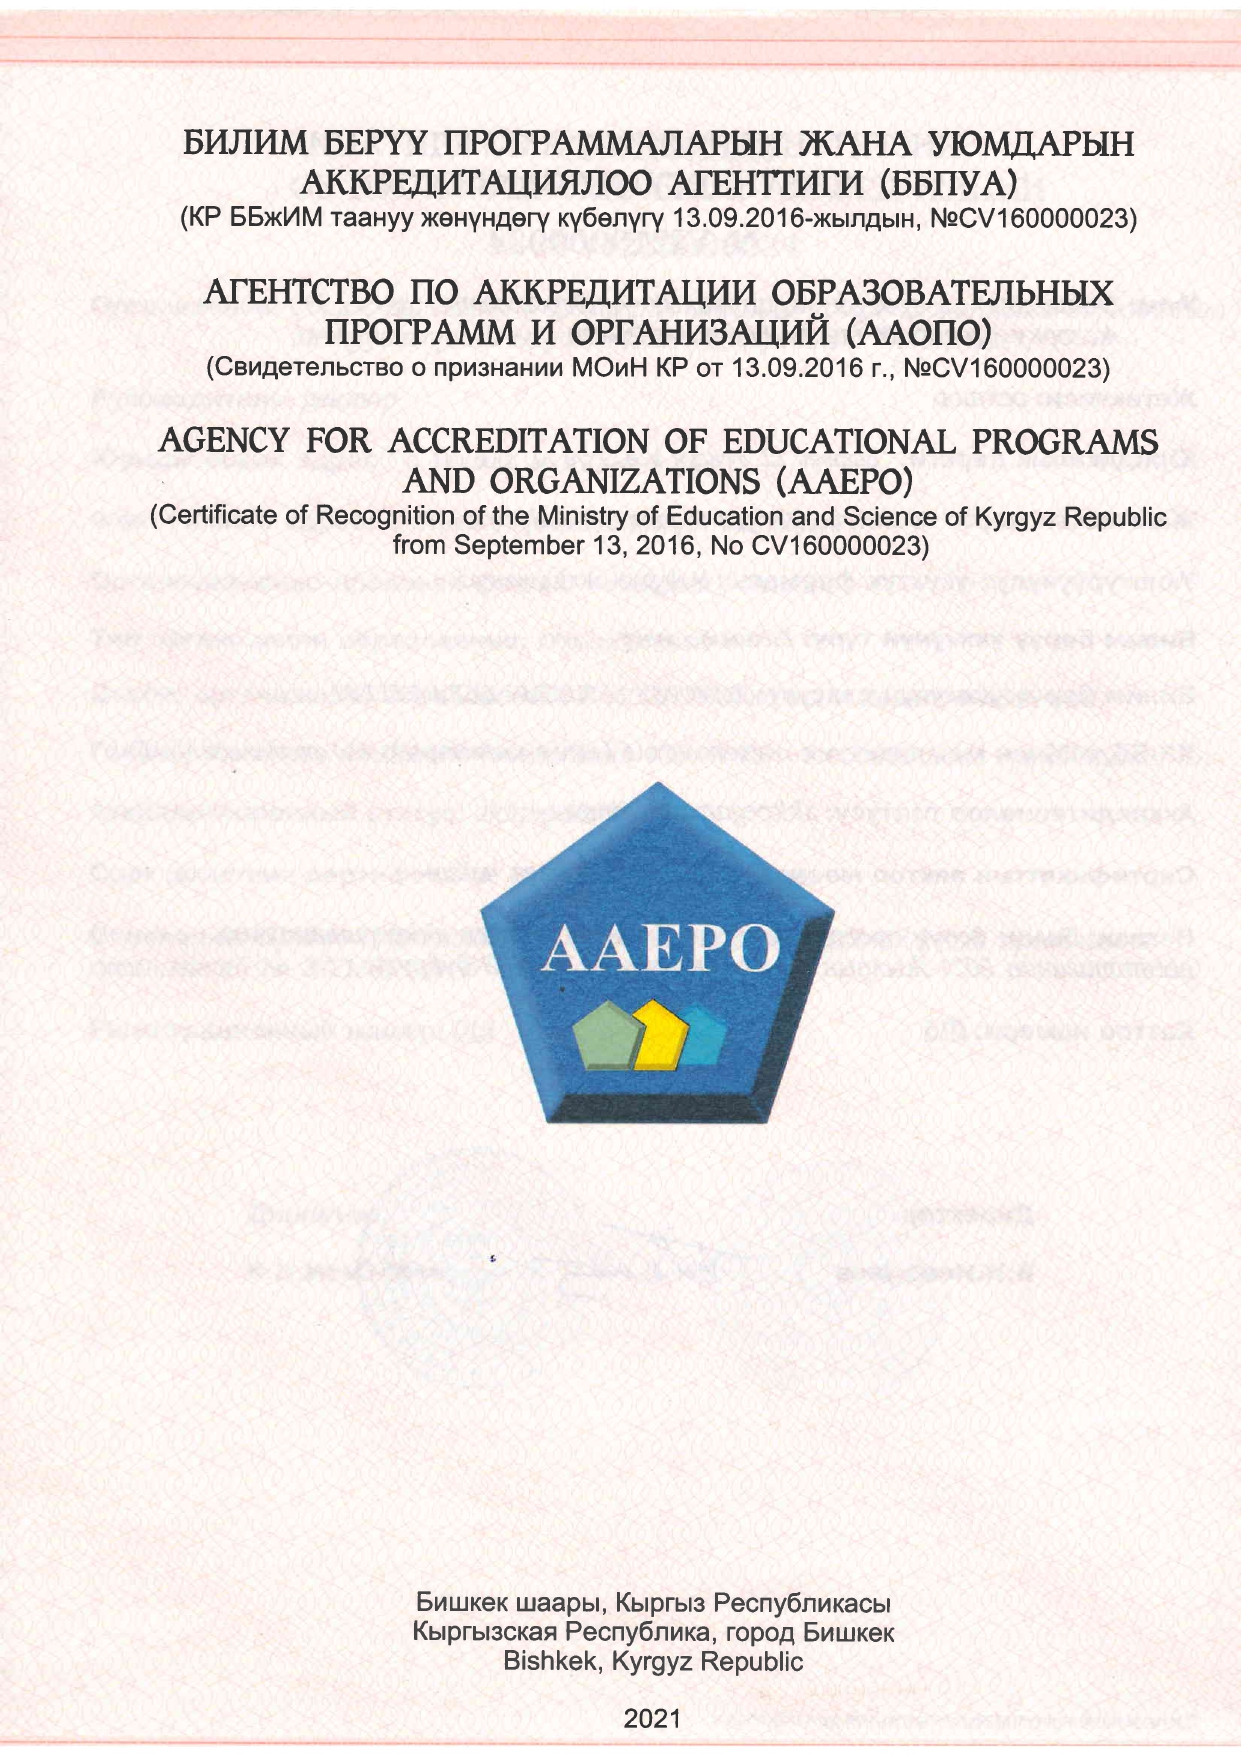 БИЛИМ БЕРҮҮ ПРОГРАММАЛАРЫН ЖАНА УЮМДАРЫН
АККРЕДИТАЦИЯЛОО АГЕНТТИГИ (ББПУА)
(КР ББжИМ таануу жөнүндөгү күбөлүгү 13.09.2016-жылдын, №CV160000023)
АГЕНТСТВО ПО АККРЕДИТАЦИИ ОБРАЗОВАТЕЛЬНЫХ
ПРОГРАММ И ОРГАНИЗАЦИЙ (ААОПО)
(Свидетельство о признании МОиН КР от 13.09.2016 г., №CV160000023)
AGENCY FOR ACCREDITATION OF EDUCATIONAL PROGRAMS
AND ORGANIZATIONS (AAEPO)
(Certificate of Recognition of the Ministry of Education and Science of Kyrgyz Republic
from September 13, 2016, No CV160000023)
AAEPO
Бишкек шаары, Кыргыз Республикасы
Кыргызская Республика, город Бишкек
Bishkek, Kyrgyz Republic
2021